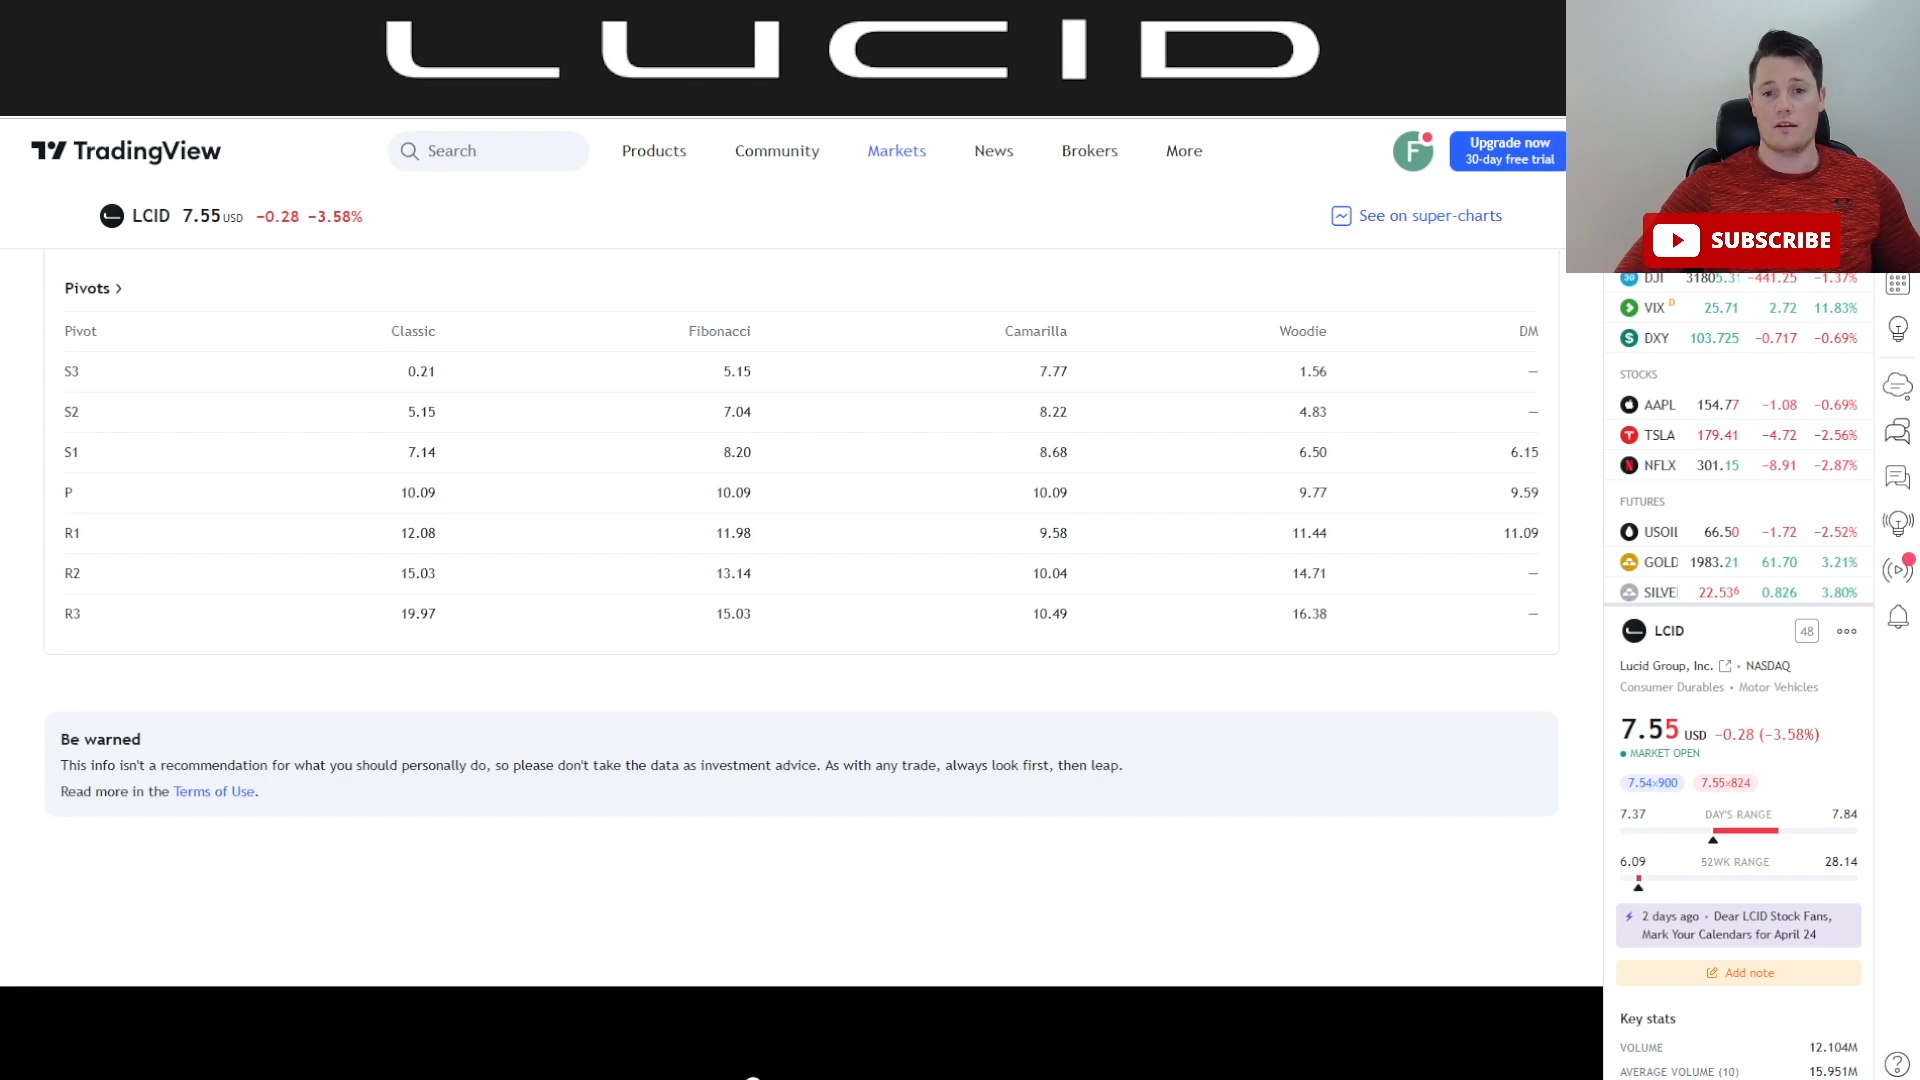 LUCID
TradingView
Search
Products Community Markets News Brokers More
F
Upgrade now
30-day free trial
LCID 7.55 USD −0.28 −3.58%
See on super-charts
SUBSCRIBE
Pivots
Pivot Classic Fibonacci Camarilla Woodie DM
S3 0.21 5.15 7.77 1.56 —
S2 5.15 7.04 8.22 4.83 —
S1 7.14 8.20 8.68 6.50 6.15
P 10.09 10.09 10.09 9.77 9.59
R1 12.08 11.98 9.58 11.44 11.09
R2 15.03 13.14 10.04 14.71 —
R3 19.97 15.03 10.49 16.38 —
Be warned
This info isn't a recommendation for what you should personally do, so please don't take the data as investment advice. As with any trade, always look first, then leap.
Read more in the Terms of Use.
30 DJI 31805.31 −441.25 −1.37%
VIX D 25.71 2.72 11.83%
DXY 103.725 −0.717 −0.69%
STOCKS
AAPL 154.77 −1.08 −0.69%
TSLA 179.41 −4.72 −2.56%
NFLX 301.15 −8.91 −2.87%
FUTURES
USOIL 66.50 −1.72 −2.52%
GOLD 1983.21 61.70 3.21%
SILVE 22.536 0.826 3.80%
LCID 48
Lucid Group, Inc. • NASDAQ
Consumer Durables • Motor Vehicles
7.55 USD −0.28 (−3.58%)
MARKET OPEN
7.54×900 7.55×824
7.37 DAY'S RANGE 7.84
6.09 52WK RANGE 28.14
2 days ago • Dear LCID Stock Fans,
Mark Your Calendars for April 24
Add note
Key stats
VOLUME 12.104M
AVERAGE VOLUME (10) 15.951M